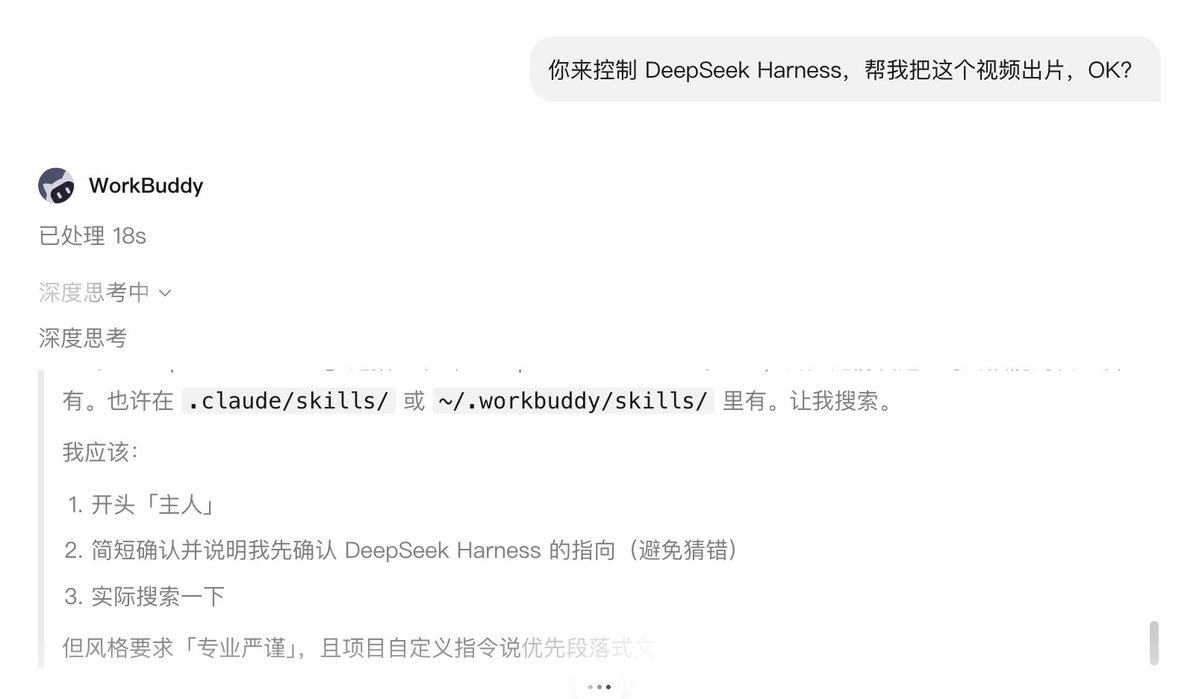 你来控制 DeepSeek Harness，帮我把这个视频出片，OK?
WorkBuddy
已处理 18s
深度思考中
深度思考
有。也许在 .claude/skills/ 或 ~/.workbuddy/skills/ 里有。让我搜索。
我应该：
1. 开头「主人」
2. 简短确认并说明我先确认 DeepSeek Harness 的指向（避免猜错）
3. 实际搜索一下
但风格要求「专业严谨」，且项目自定义指令说优先段落式文